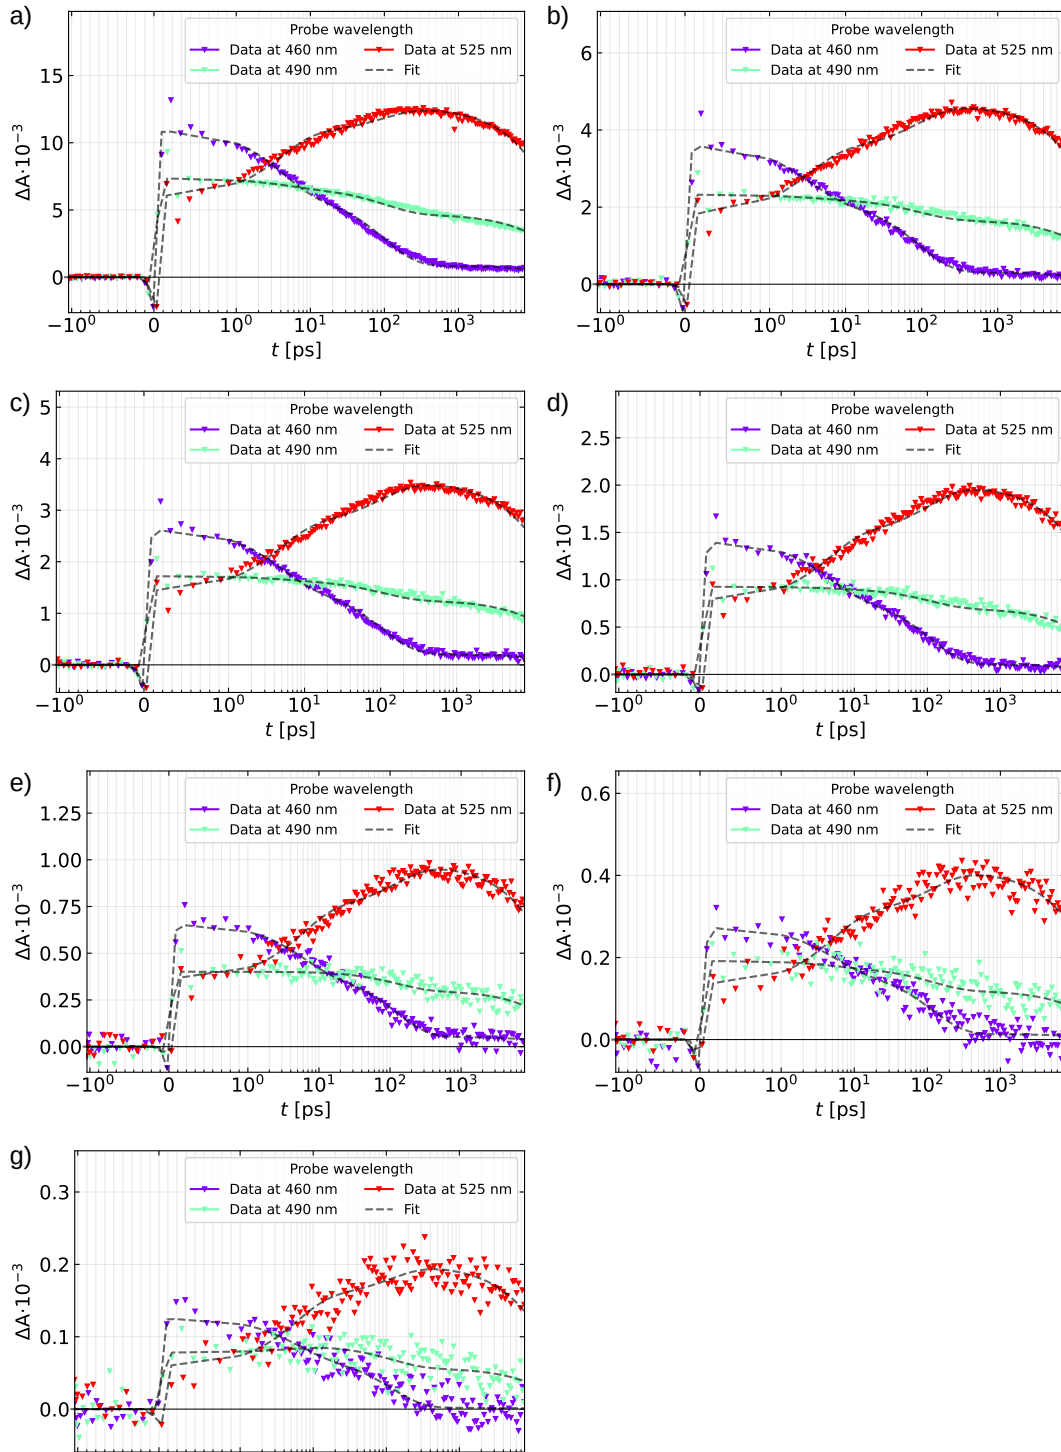 a)
Probe wavelength
Data at 460 nm
Data at 525 nm
Data at 490 nm
Fit
15
10
5
0
ΔA·10⁻³
−10⁰ 0 10⁰ 10¹ 10² 10³
t [ps]
b)
Probe wavelength
Data at 460 nm
Data at 525 nm
Data at 490 nm
Fit
6
4
2
0
ΔA·10⁻³
−10⁰ 0 10⁰ 10¹ 10² 10³
t [ps]
c)
Probe wavelength
Data at 460 nm
Data at 525 nm
Data at 490 nm
Fit
5
4
3
2
1
0
ΔA·10⁻³
−10⁰ 0 10⁰ 10¹ 10² 10³
t [ps]
d)
Probe wavelength
Data at 460 nm
Data at 525 nm
Data at 490 nm
Fit
2.5
2.0
1.5
1.0
0.5
0.0
ΔA·10⁻³
−10⁰ 0 10⁰ 10¹ 10² 10³
t [ps]
e)
Probe wavelength
Data at 460 nm
Data at 525 nm
Data at 490 nm
Fit
1.25
1.00
0.75
0.50
0.25
0.00
ΔA·10⁻³
−10⁰ 0 10⁰ 10¹ 10² 10³
t [ps]
f)
Probe wavelength
Data at 460 nm
Data at 525 nm
Data at 490 nm
Fit
0.6
0.4
0.2
0.0
ΔA·10⁻³
−10⁰ 0 10⁰ 10¹ 10² 10³
t [ps]
g)
Probe wavelength
Data at 460 nm
Data at 525 nm
Data at 490 nm
Fit
0.3
0.2
0.1
0.0
ΔA·10⁻³